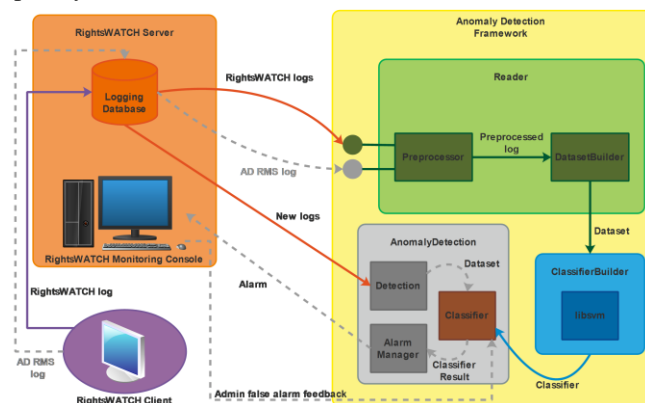 RightsWATCH Server
Anomaly Detection
Framework
Logging
Database
RightsWATCH logs
Reader
Preprocessor
Preprocessed
log
DatasetBuilder
AD RMS log
New logs
RightsWATCH Monitoring Console
Alarm
AnomalyDetection
Dataset
Detection
Dataset
Classifier
Alarm
Manager
Classifier
Result
ClassifierBuilder
libsvm
Classifier
RightsWATCH log
AD RMS
log
Admin false alarm feedback
RightsWATCH Client